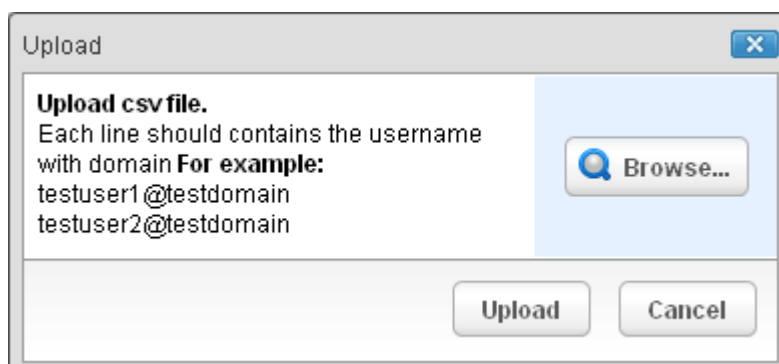 Upload
Upload csv file.
Each line should contains the username
with domain For example:
testuser1@testdomain
testuser2@testdomain
Browse...
Upload
Cancel